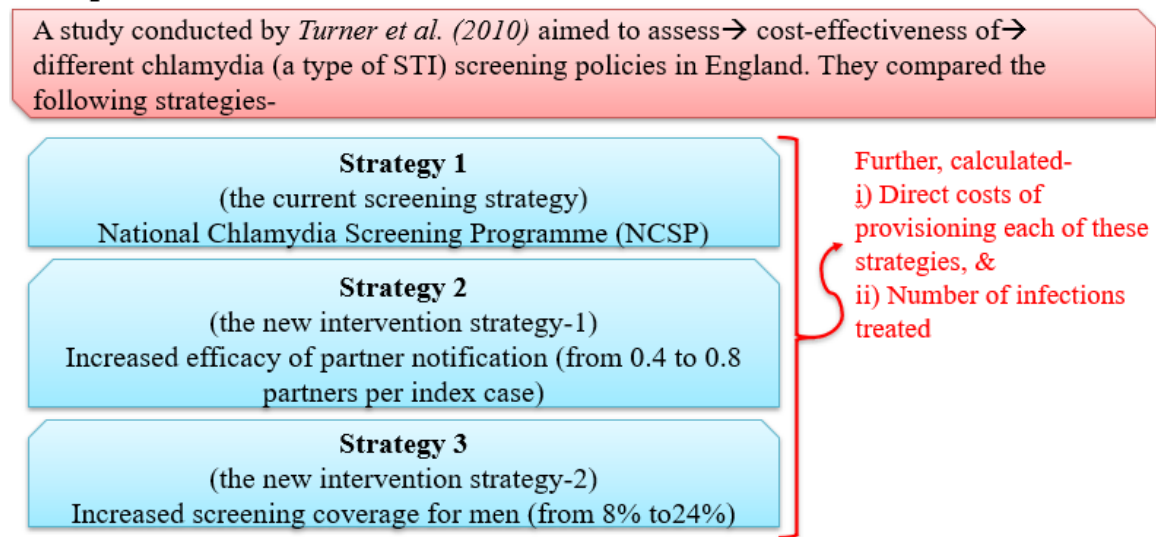 A study conducted by Turner et al. (2010) aimed to assess→ cost-effectiveness of→
different chlamydia (a type of STI) screening policies in England. They compared the
following strategies-
Strategy 1
(the current screening strategy)
National Chlamydia Screening Programme (NCSP)
Strategy 2
(the new intervention strategy-1)
Increased efficacy of partner notification (from 0.4 to 0.8
partners per index case)
Strategy 3
(the new intervention strategy-2)
Increased screening coverage for men (from 8% to24%)
Further, calculated-
i) Direct costs of
provisioning each of these
strategies, &
ii) Number of infections
treated